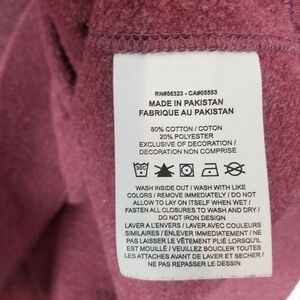 RN#56323 - CA#05553
MADE IN PAKISTAN
FABRIQUE AU PAKISTAN
80% COTTON / COTON
20% POLYESTER
EXCLUSIVE OF DECORATION /
DECORATION NON COMPRISE
WASH INSIDE OUT / WASH WITH LIKE
COLORS / REMOVE IMMEDIATELY / DO NOT
ALLOW TO LAY ON ITSELF WHEN WET /
FASTEN ALL CLOSURES TO WASH AND DRY /
DO NOT IRON DESIGN
LAVER A L'ENVERS / LAVER AVEC COULEURS
SIMILAIRES / ENLEVER IMMEDIATEMENT / NE
PAS LAISSER LE VÊTEMENT PLIÉ LORSQU'IL
EST MOUILLÉ / VEUILLEZ BOUCLER TOUTES
LES ATTACHES AVANT DE LAVER ET SECHER /
NE PAS REPASSER LE DESSIN